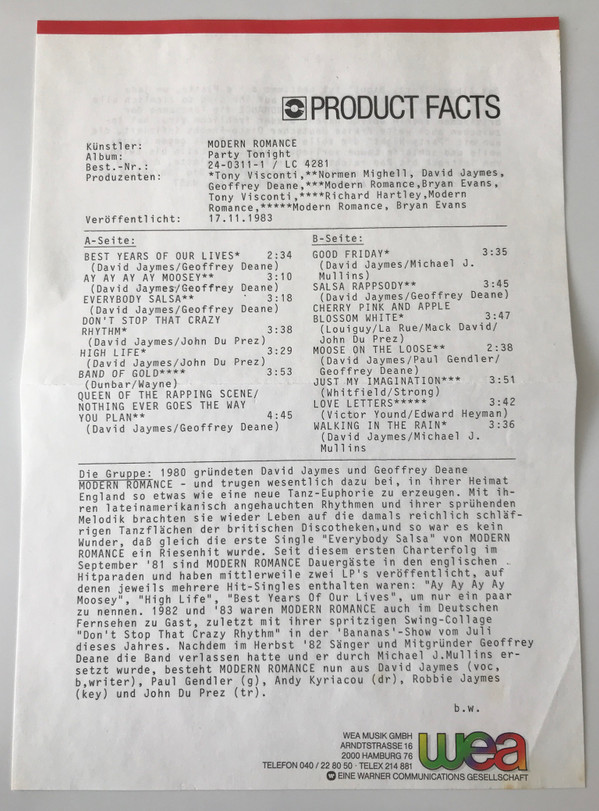 PRODUCT FACTS
Künstler: MODERN ROMANCE
Album: Party Tonight
Best.-Nr.: 24-0311-1 / LC 4281
Produzenten: *Tony Visconti,**Normen Mighell, David Jaymes,
Geoffrey Deane,***Modern Romance,Bryan Evans,
Tony Visconti,****Richard Hartley,Modern
Romance,*****Modern Romance, Bryan Evans
Veröffentlicht: 17.11.1983
A-Seite:
BEST YEARS OF OUR LIVES* 2:34
(David Jaymes/Geoffrey Deane)
AY AY AY AY MOOSEY** 3:10
(David Jaymes/Geoffrey Deane)
EVERYBODY SALSA** 3:18
(David Jaymes/Geoffrey Deane)
DON'T STOP THAT CRAZY
RHYTHM* 3:38
(David Jaymes/John Du Prez)
HIGH LIFE* 3:29
(David Jaymes/John Du Prez)
BAND OF GOLD**** 3:53
(Dunbar/Wayne)
QUEEN OF THE RAPPING SCENE/
NOTHING EVER GOES THE WAY
YOU PLAN** 4:45
(David Jaymes/Geoffrey Deane)
B-Seite:
GOOD FRIDAY* 3:35
(David Jaymes/Michael J.
Mullins)
SALSA RAPPSODY** 3:45
(David Jaymes/Geoffrey Deane)
CHERRY PINK AND APPLE
BLOSSOM WHITE* 3:47
(Louiguy/La Rue/Mack David/
John Du Prez)
MOOSE ON THE LOOSE** 2:38
(David Jaymes/Paul Gendler/
Geoffrey Deane)
JUST MY IMAGINATION*** 3:51
(Whitfield/Strong)
LOVE LETTERS***** 3:42
(Victor Yound/Edward Heyman)
WALKING IN THE RAIN* 3:36
(David Jaymes/Michael J.
Mullins
Die Gruppe: 1980 gründeten David Jaymes und Geoffrey Deane
MODERN ROMANCE - und trugen wesentlich dazu bei, in ihrer Heimat
England so etwas wie eine neue Tanz-Euphorie zu erzeugen. Mit ih-
ren lateinamerikanisch angehauchten Rhythmen und ihrer sprühenden
Melodik brachten sie wieder Leben auf die damals reichlich schläf-
rigen Tanzflächen der britischen Discotheken,und so war es kein
Wunder, daß gleich die erste Single "Everybody Salsa" von MODERN
ROMANCE ein Riesenhit wurde. Seit diesem ersten Charterfolg im
September '81 sind MODERN ROMANCE Dauergäste in den englischen
Hitparaden und haben mittlerweile zwei LP's veröffentlicht, auf
denen jeweils mehrere Hit-Singles enthalten waren: "Ay Ay Ay Ay
Moosey", "High Life", "Best Years Of Our Lives", um nur ein paar
zu nennen. 1982 und '83 waren MODERN ROMANCE auch im Deutschen
Fernsehen zu Gast, zuletzt mit ihrer spritzigen Swing-Collage
"Don't Stop That Crazy Rhythm" in der 'Bananas'-Show vom Juli
dieses Jahres. Nachdem im Herbst '82 Sänger und Mitgründer Geoffrey
Deane die Band verlassen hatte und er durch Michael J.Mullins er-
setzt wurde, besteht MODERN ROMANCE nun aus David Jaymes (voc,
b,writer), Paul Gendler (g), Andy Kyriacou (dr), Robbie Jaymes
(key) und John Du Prez (tr).
b.w.
WEA MUSIK GMBH
ARNDTSTRASSE 16
2000 HAMBURG 76
TELEFON 040 / 22 80 50 · TELEX 214 881
EINE WARNER COMMUNICATIONS GESELLSCHAFT
wea